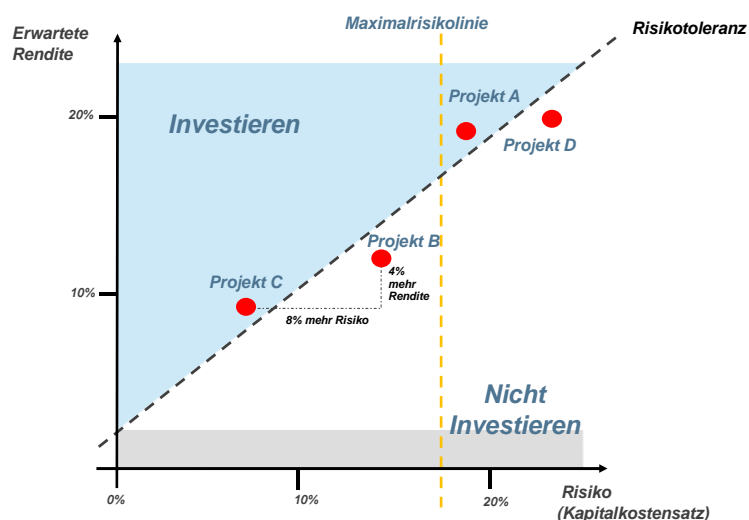 Erwartete
Rendite
Maximalrisikolinie
Risikotoleranz
Projekt A
20%
Investieren
Projekt D
Projekt B
4%
mehr
Rendite
Projekt C
10%
8% mehr Risiko
Nicht
Investieren
0%
10%
20%
Risiko
(Kapitalkostensatz)